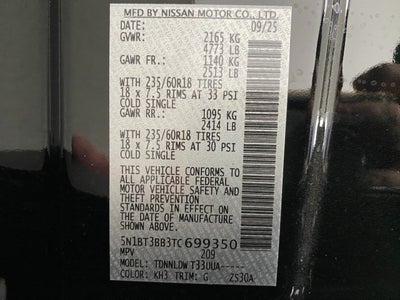 MFD BY NISSAN MOTOR CO., LTD.
DATE: 09/25
GVWR: 2165 KG
4773 LB
GAWR FR.: 1140 KG
2513 LB
WITH 235/60R18 TIRES
18 x 7.5 RIMS AT 33 PSI
COLD SINGLE
GAWR RR.: 1095 KG
2414 LB
WITH 235/60R18 TIRES
18 x 7.5 RIMS AT 30 PSI
COLD SINGLE
THIS VEHICLE CONFORMS TO
ALL APPLICABLE FEDERAL
MOTOR VEHICLE SAFETY AND
THEFT PREVENTION
STANDARDS IN EFFECT ON
THE DATE OF MANUFACTURE
SHOWN ABOVE.
5N1BT3BB3TC699350
MPV 209
MODEL: TDNNLDW T33UUA-----
COLOR: KH3 TRIM: G ZS30A